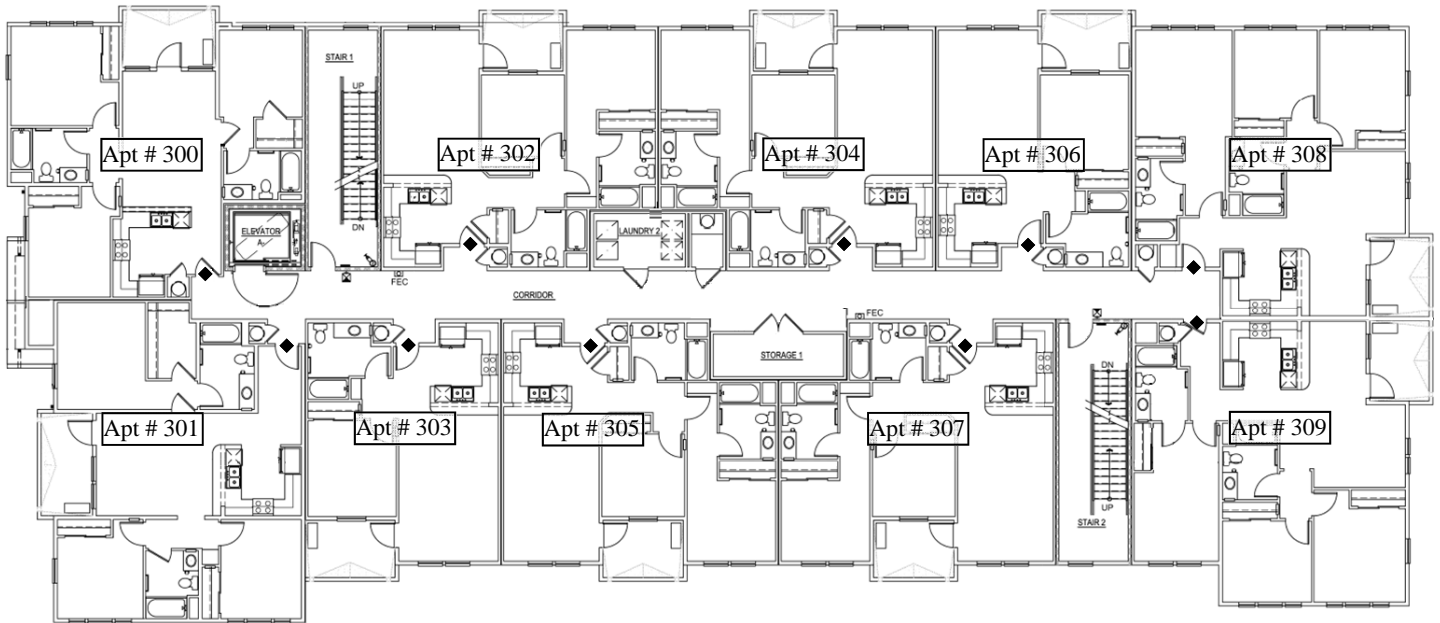 STAIR 1
UP
Apt # 300
Apt # 302
Apt # 304
Apt # 306
Apt # 308
DN
ELEVATOR
A
LAUNDRY 2
FEC
CORRIDOR
FEC
STORAGE 1
DN
Apt # 301
Apt # 303
Apt # 305
Apt # 307
Apt # 309
UP
STAIR 2